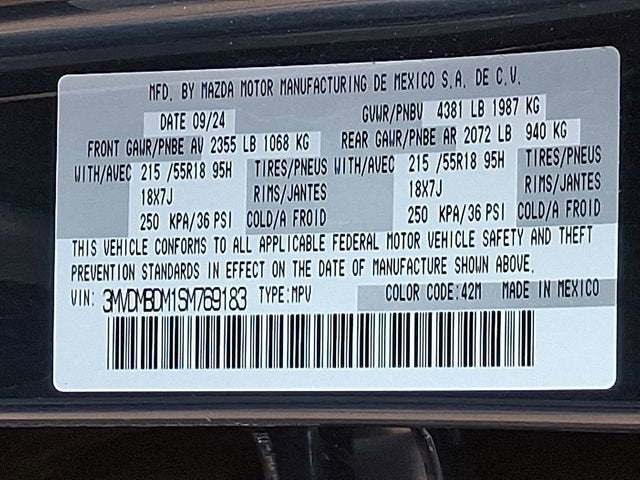 MFD. BY MAZDA MOTOR MANUFACTURING DE MEXICO S.A. DE C.V.
DATE 09/24 GVWR/PNBV 4381 LB 1987 KG
FRONT GAWR/PNBE AV 2355 LB 1068 KG REAR GAWR/PNBE AR 2072 LB 940 KG
WITH/AVEC 215 /55R18 95H TIRES/PNEUS WITH/AVEC 215 /55R18 95H TIRES/PNEUS
18X7J RIMS/JANTES 18X7J RIMS/JANTES
250 KPA/36 PSI COLD/A FROID 250 KPA/36 PSI COLD/A FROID
THIS VEHICLE CONFORMS TO ALL APPLICABLE FEDERAL MOTOR VEHICLE SAFETY AND THEFT
PREVENTION STANDARDS IN EFFECT ON THE DATE OF MANUFACTURE SHOWN ABOVE.
VIN: 3MVDMBDM1SM769183 TYPE:MPV COLOR CODE:42M MADE IN MEXICO